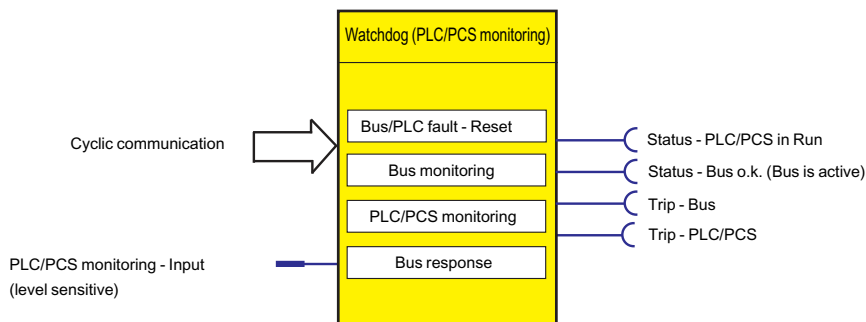 Watchdog (PLC/PCS monitoring)
Cyclic communication
Bus/PLC fault - Reset
Bus monitoring
PLC/PCS monitoring
Bus response
Status - PLC/PCS in Run
Status - Bus o.k. (Bus is active)
Trip - Bus
Trip - PLC/PCS
PLC/PCS monitoring - Input
(level sensitive)